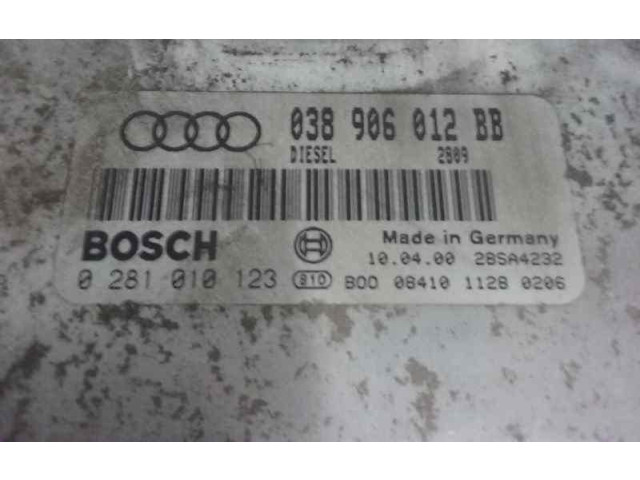 038 906 012 BB
DIESEL 2809
BOSCH Made in Germany
10.04.00 28SA4232
0 281 010 123 810 B00 08410 1128 0206